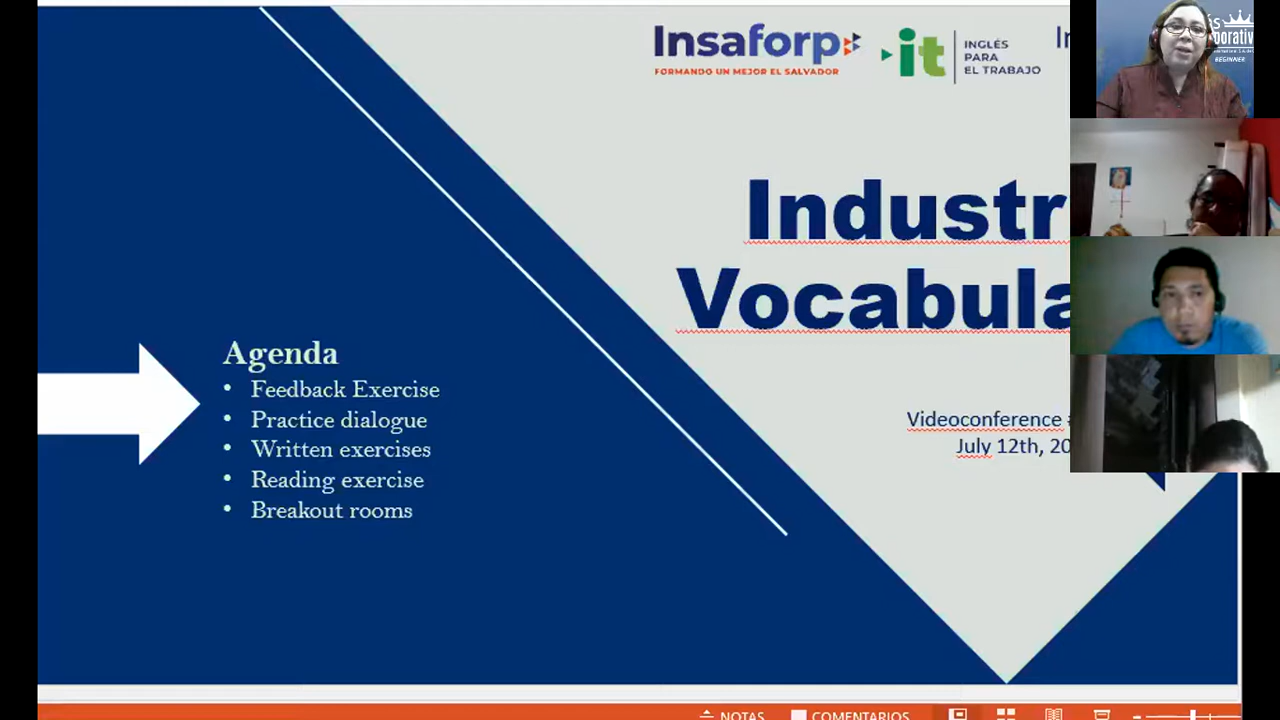 Insaforp
FORMANDO UN MEJOR EL SALVADOR
it
INGLÉS
PARA
EL TRABAJO
BEGINNER
Agenda
• Feedback Exercise
• Practice dialogue
• Written exercises
• Reading exercise
• Breakout rooms
Industr
Vocabula
Videoconference
July 12th, 20
NOTAS
COMENTARIOS